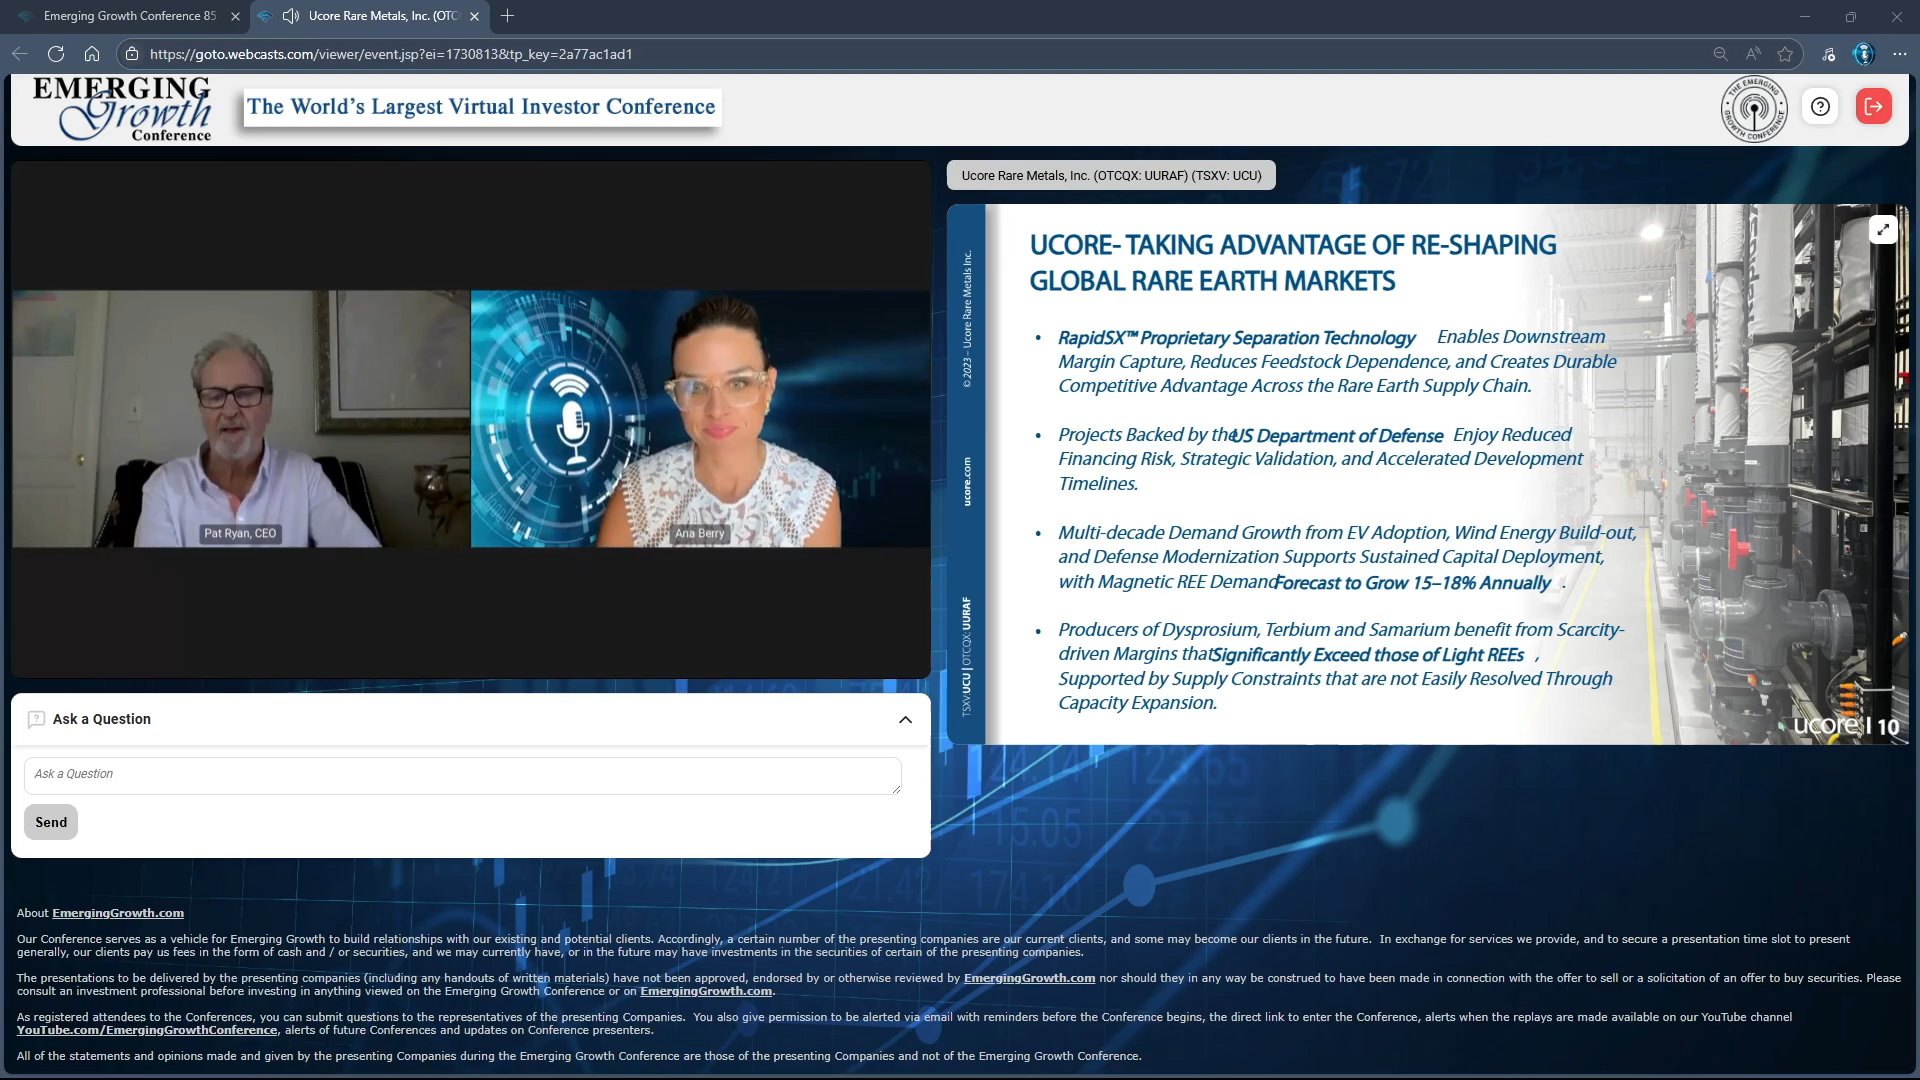 Emerging Growth Conference 85
Ucore Rare Metals, Inc. (OTC
https://goto.webcasts.com/viewer/event.jsp?ei=1730813&tp_key=2a77ac1ad1
EMERGING
Growth
Conference
The World's Largest Virtual Investor Conference
THE EMERGING
GROWTH CONFERENCE
Ucore Rare Metals, Inc. (OTCQX: UURAF) (TSXV: UCU)
Pat Ryan, CEO
Ana Berry
© 2023 – Ucore Rare Metals Inc.
ucore.com
TSXV:UCU | OTCQX: UURAF
UCORE- TAKING ADVANTAGE OF RE-SHAPING
GLOBAL RARE EARTH MARKETS
• RapidSX™ Proprietary Separation Technology Enables Downstream
Margin Capture, Reduces Feedstock Dependence, and Creates Durable
Competitive Advantage Across the Rare Earth Supply Chain.
• Projects Backed by the US Department of Defense Enjoy Reduced
Financing Risk, Strategic Validation, and Accelerated Development
Timelines.
• Multi-decade Demand Growth from EV Adoption, Wind Energy Build-out,
and Defense Modernization Supports Sustained Capital Deployment,
with Magnetic REE Demand Forecast to Grow 15–18% Annually .
• Producers of Dysprosium, Terbium and Samarium benefit from Scarcity-
driven Margins that Significantly Exceed those of Light REEs ,
Supported by Supply Constraints that are not Easily Resolved Through
Capacity Expansion.
ucore | 10
Ask a Question
Ask a Question
Send
About EmergingGrowth.com
Our Conference serves as a vehicle for Emerging Growth to build relationships with our existing and potential clients. Accordingly, a certain number of the presenting companies are our current clients, and some may become our clients in the future. In exchange for services we provide, and to secure a presentation time slot to present
generally, our clients pay us fees in the form of cash and / or securities, and we may currently have, or in the future may have investments in the securities of certain of the presenting companies.
The presentations to be delivered by the presenting companies (including any handouts of written materials) have not been approved, endorsed by or otherwise reviewed by EmergingGrowth.com nor should they in any way be construed to have been made in connection with the offer to sell or a solicitation of an offer to buy securities. Please
consult an investment professional before investing in anything viewed on the Emerging Growth Conference or on EmergingGrowth.com.
As registered attendees to the Conferences, you can submit questions to the representatives of the presenting Companies. You also give permission to be alerted via email with reminders before the Conference begins, the direct link to enter the Conference, alerts when the replays are made available on our YouTube channel
YouTube.com/EmergingGrowthConference, alerts of future Conferences and updates on Conference presenters.
All of the statements and opinions made and given by the presenting Companies during the Emerging Growth Conference are those of the presenting Companies and not of the Emerging Growth Conference.